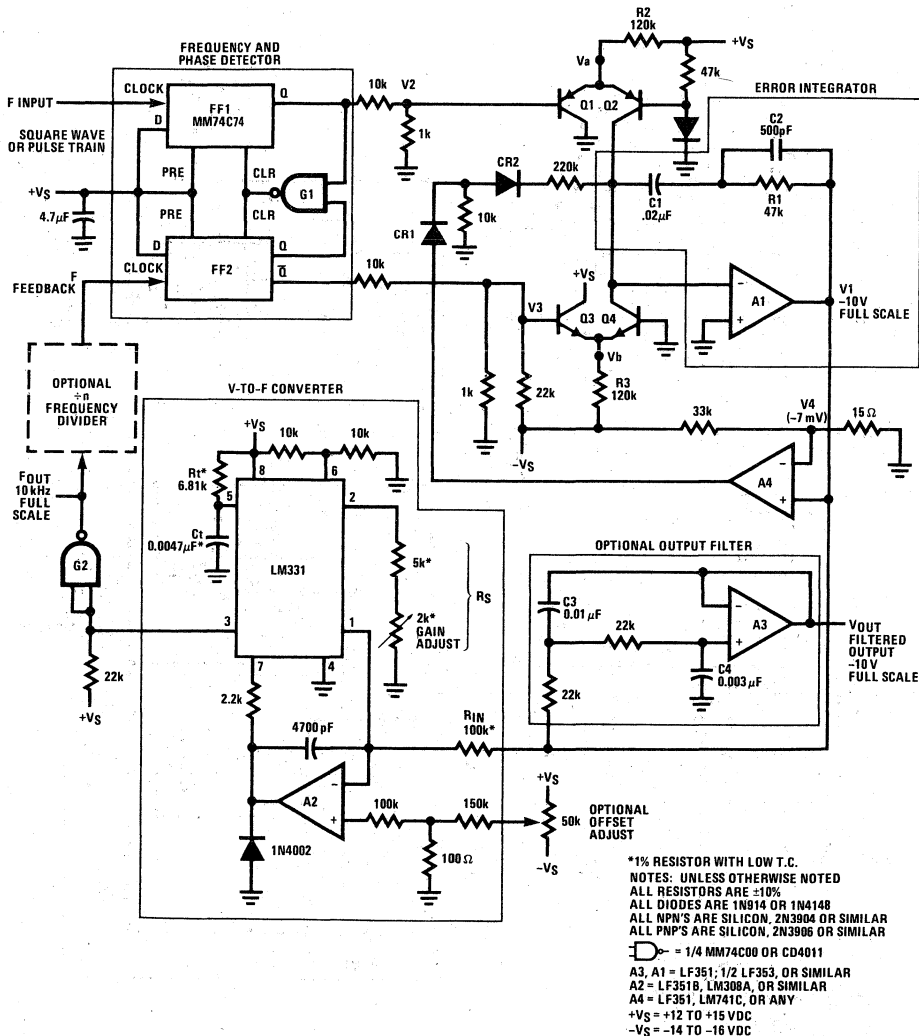 FREQUENCY AND
PHASE DETECTOR
CLOCK
F INPUT
FF1
MM74C74
Q
D
SQUARE WAVE
OR PULSE TRAIN
PRE
CLR
+VS
4.7μF
G1
PRE
CLR
D
Q
Q̅
CLOCK
FF2
F
FEEDBACK
10k
V2
1k
R2
120k
+VS
Va
47k
Q1
Q2
ERROR INTEGRATOR
C2
500pF
CR2
220k
C1
.02μF
R1
47k
10k
CR1
10k
+VS
V3
Q3
Q4
A1
V1
–10V
FULL SCALE
Vb
1k
22k
R3
120k
33k
V4
(–7 mV)
15 Ω
–VS
A4
OPTIONAL
÷n
FREQUENCY
DIVIDER
V-TO-F CONVERTER
+VS
10k
10k
Rt*
6.81k
8
6
5
2
Ct
0.0047μF*
LM331
5k*
RS
2k*
GAIN
ADJUST
3
1
7
4
FOUT
10 kHz
FULL
SCALE
G2
22k
+VS
2.2k
4700 pF
RIN
100k*
A2
100k
150k
100 Ω
1N4002
+VS
50k
–VS
OPTIONAL
OFFSET
ADJUST
OPTIONAL OUTPUT FILTER
C3
0.01 μF
22k
A3
C4
0.003 μF
22k
VOUT
FILTERED
OUTPUT
–10 V
FULL SCALE
*1% RESISTOR WITH LOW T.C.
NOTES: UNLESS OTHERWISE NOTED
ALL RESISTORS ARE ±10%
ALL DIODES ARE 1N914 OR 1N4148
ALL NPN'S ARE SILICON, 2N3904 OR SIMILAR
ALL PNP'S ARE SILICON, 2N3906 OR SIMILAR
= 1/4 MM74C00 OR CD4011
A3, A1 = LF351; 1/2 LF353, OR SIMILAR
A2 = LF351B, LM308A, OR SIMILAR
A4 = LF351, LM741C, OR ANY
+VS = +12 TO +15 VDC
–VS = –14 TO –16 VDC